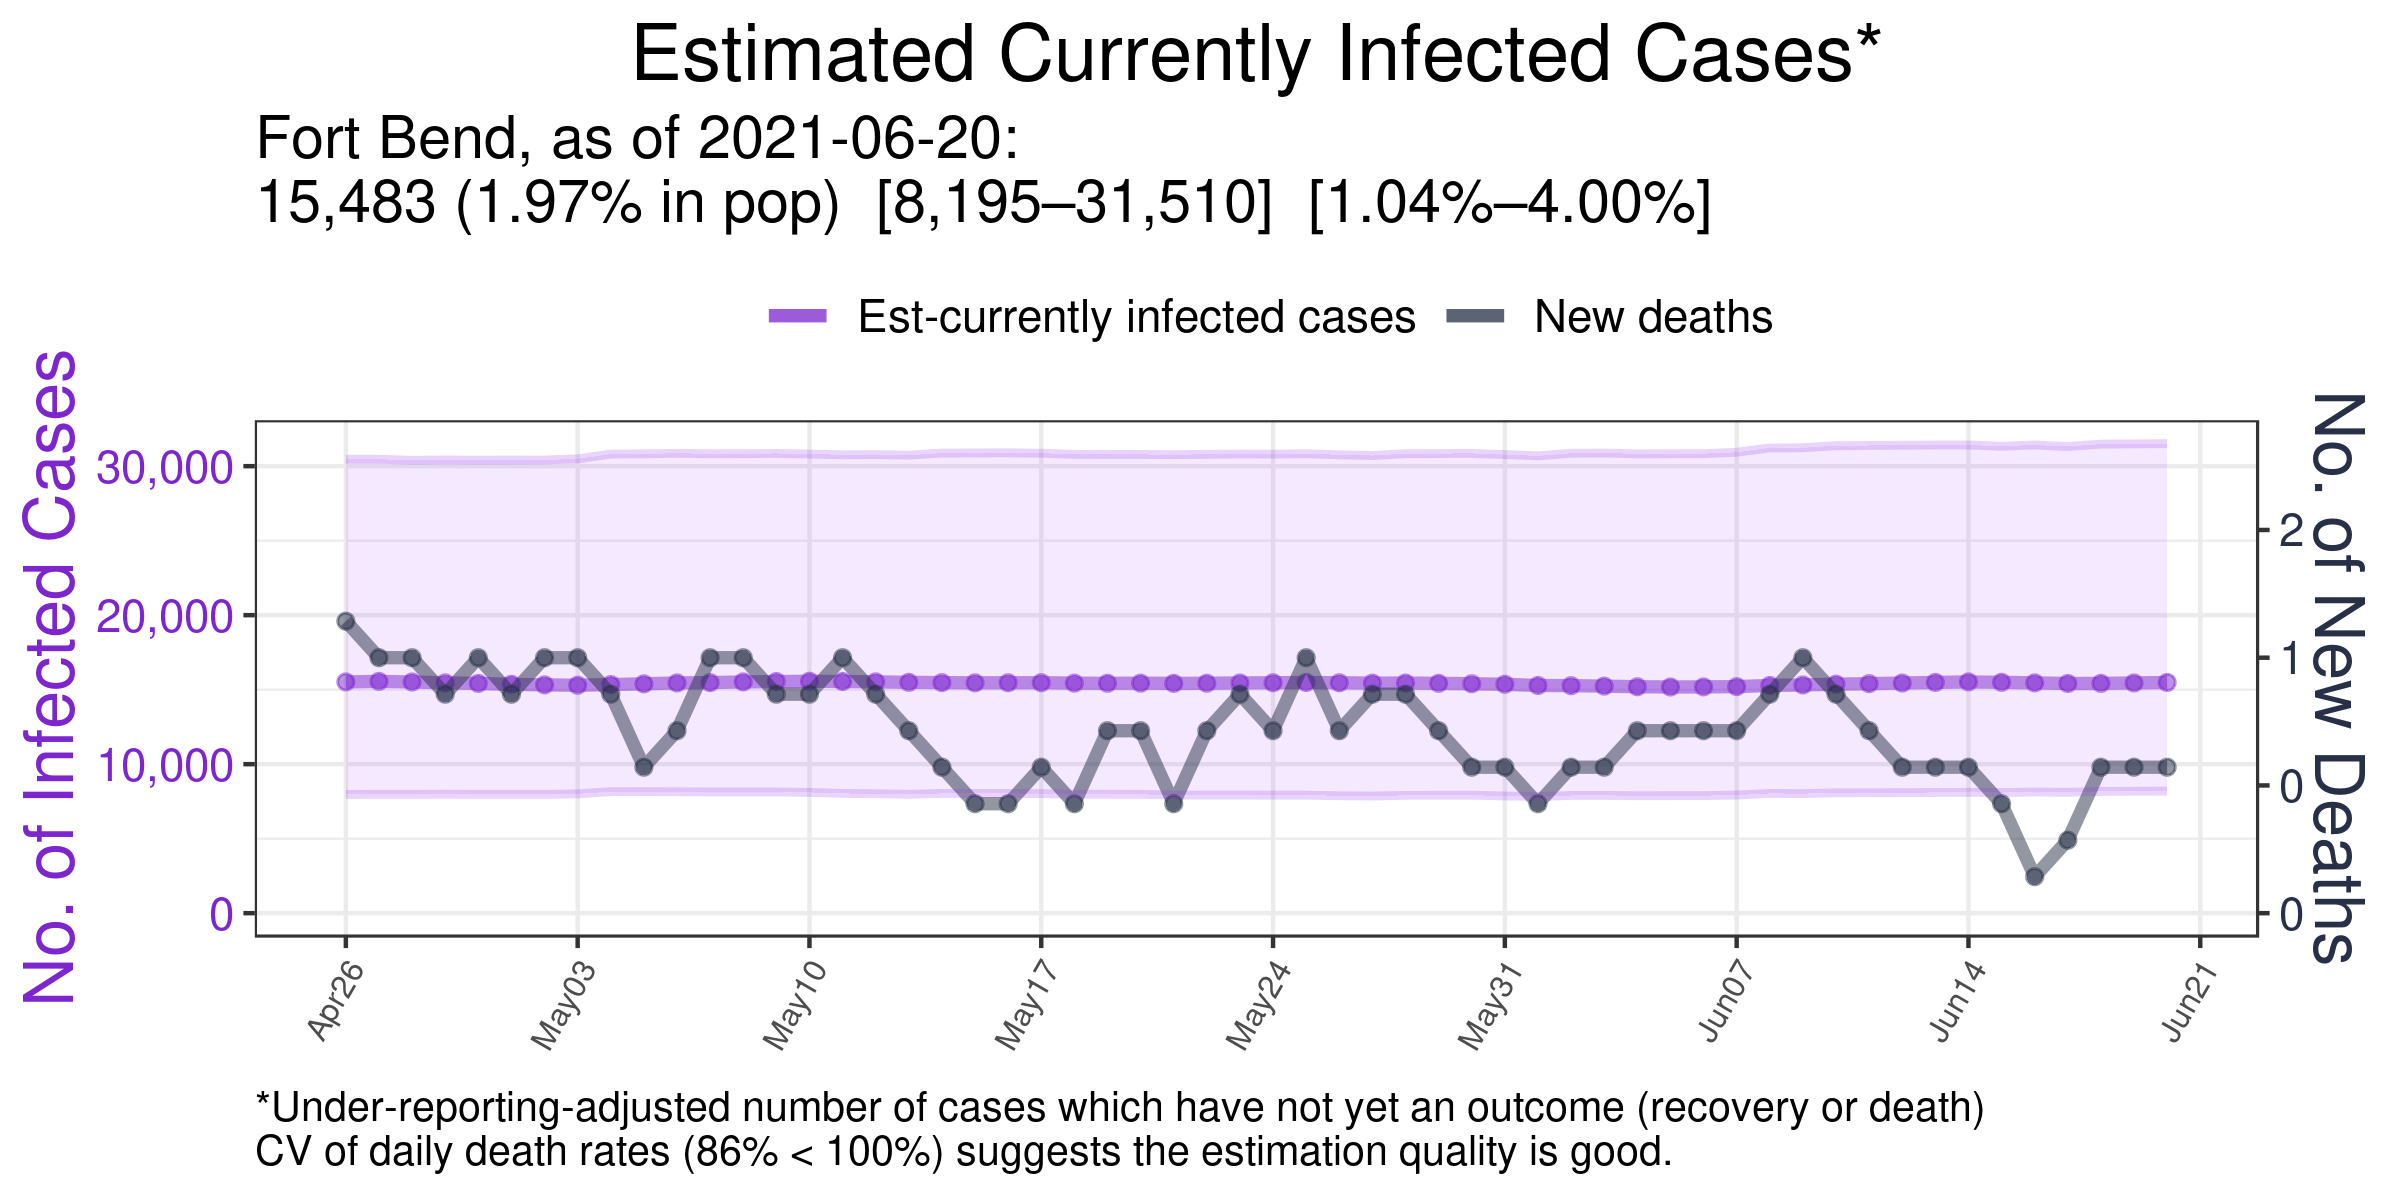 Estimated Currently Infected Cases*
Fort Bend, as of 2021-06-20:
15,483 (1.97% in pop)  [8,195–31,510]  [1.04%–4.00%]
Est-currently infected cases
New deaths
No. of Infected Cases
30,000
20,000
10,000
0
No. of New Deaths
2
1
0
0
Apr26
May03
May10
May17
May24
May31
Jun07
Jun14
Jun21
*Under-reporting-adjusted number of cases which have not yet an outcome (recovery or death)
CV of daily death rates (86% < 100%) suggests the estimation quality is good.